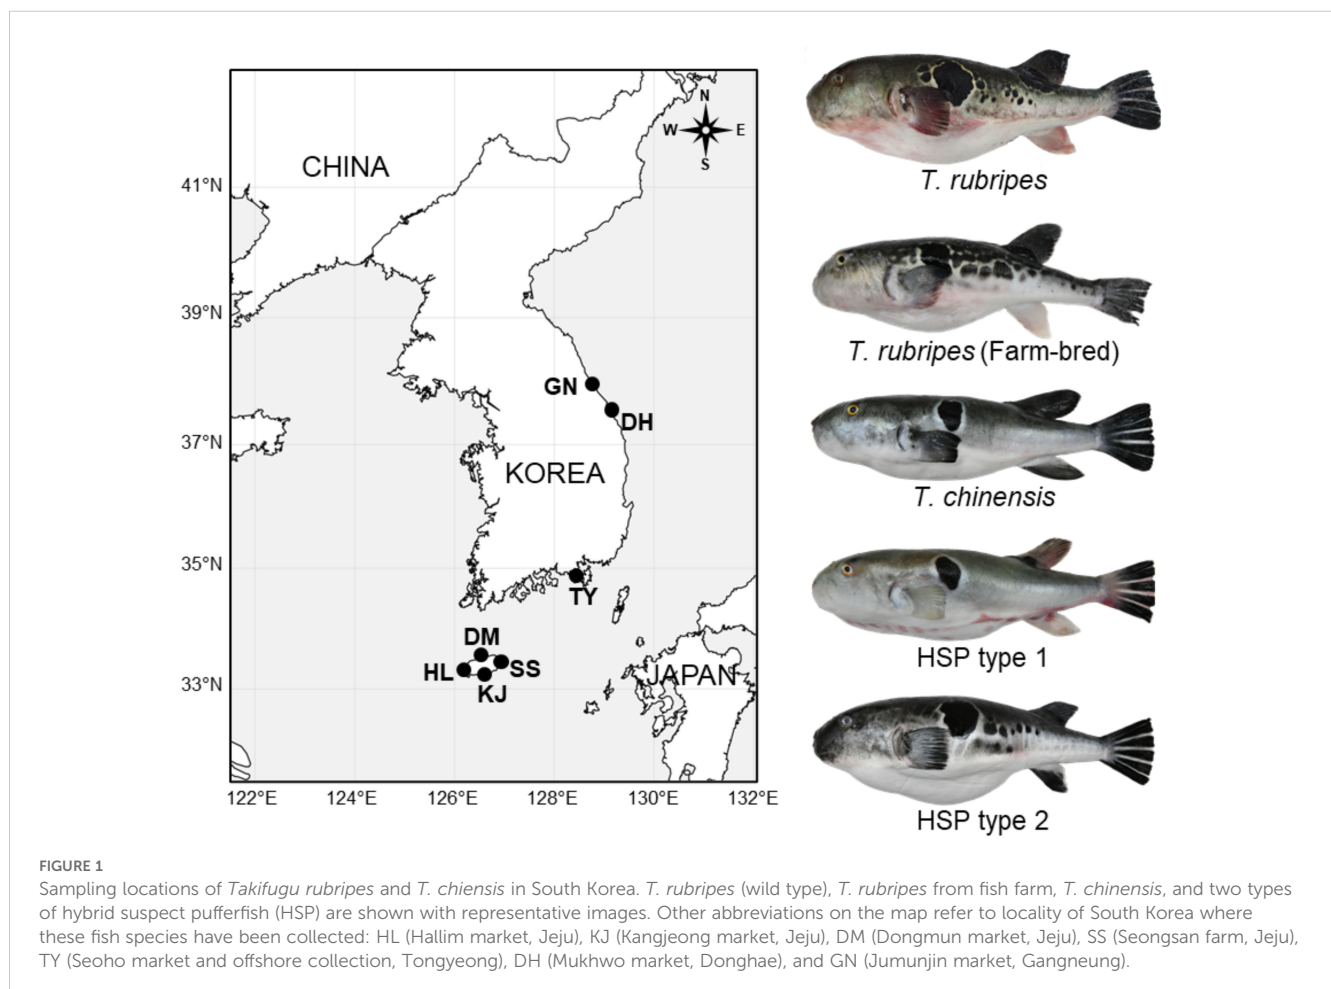 CHINA
N
W
E
S
41°N
39°N
GN
DH
37°N
KOREA
35°N
TY
DM
HL
SS
KJ
JAPAN
33°N
122°E
124°E
126°E
128°E
130°E
132°E
T. rubripes
T. rubripes (Farm-bred)
T. chinensis
HSP type 1
HSP type 2
FIGURE 1
Sampling locations of Takifugu rubripes and T. chiensis in South Korea. T. rubripes (wild type), T. rubripes from fish farm, T. chinensis, and two types
of hybrid suspect pufferfish (HSP) are shown with representative images. Other abbreviations on the map refer to locality of South Korea where
these fish species have been collected: HL (Hallim market, Jeju), KJ (Kangjeong market, Jeju), DM (Dongmun market, Jeju), SS (Seongsan farm, Jeju),
TY (Seoho market and offshore collection, Tongyeong), DH (Mukhwo market, Donghae), and GN (Jumunjin market, Gangneung).